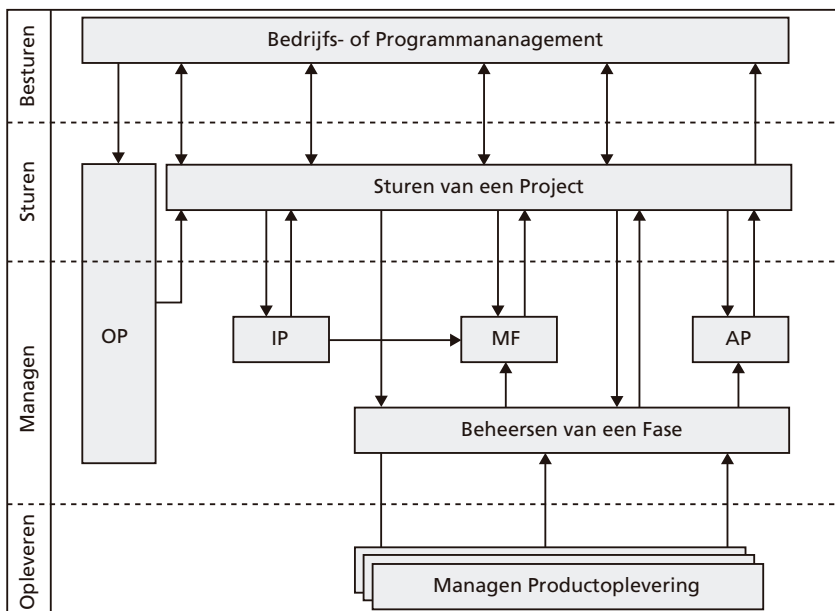 Besturen
Bedrijfs- of Programmananagement
Sturen
Sturen van een Project
Managen
OP
IP
MF
AP
Beheersen van een Fase
Opleveren
Managen Productoplevering